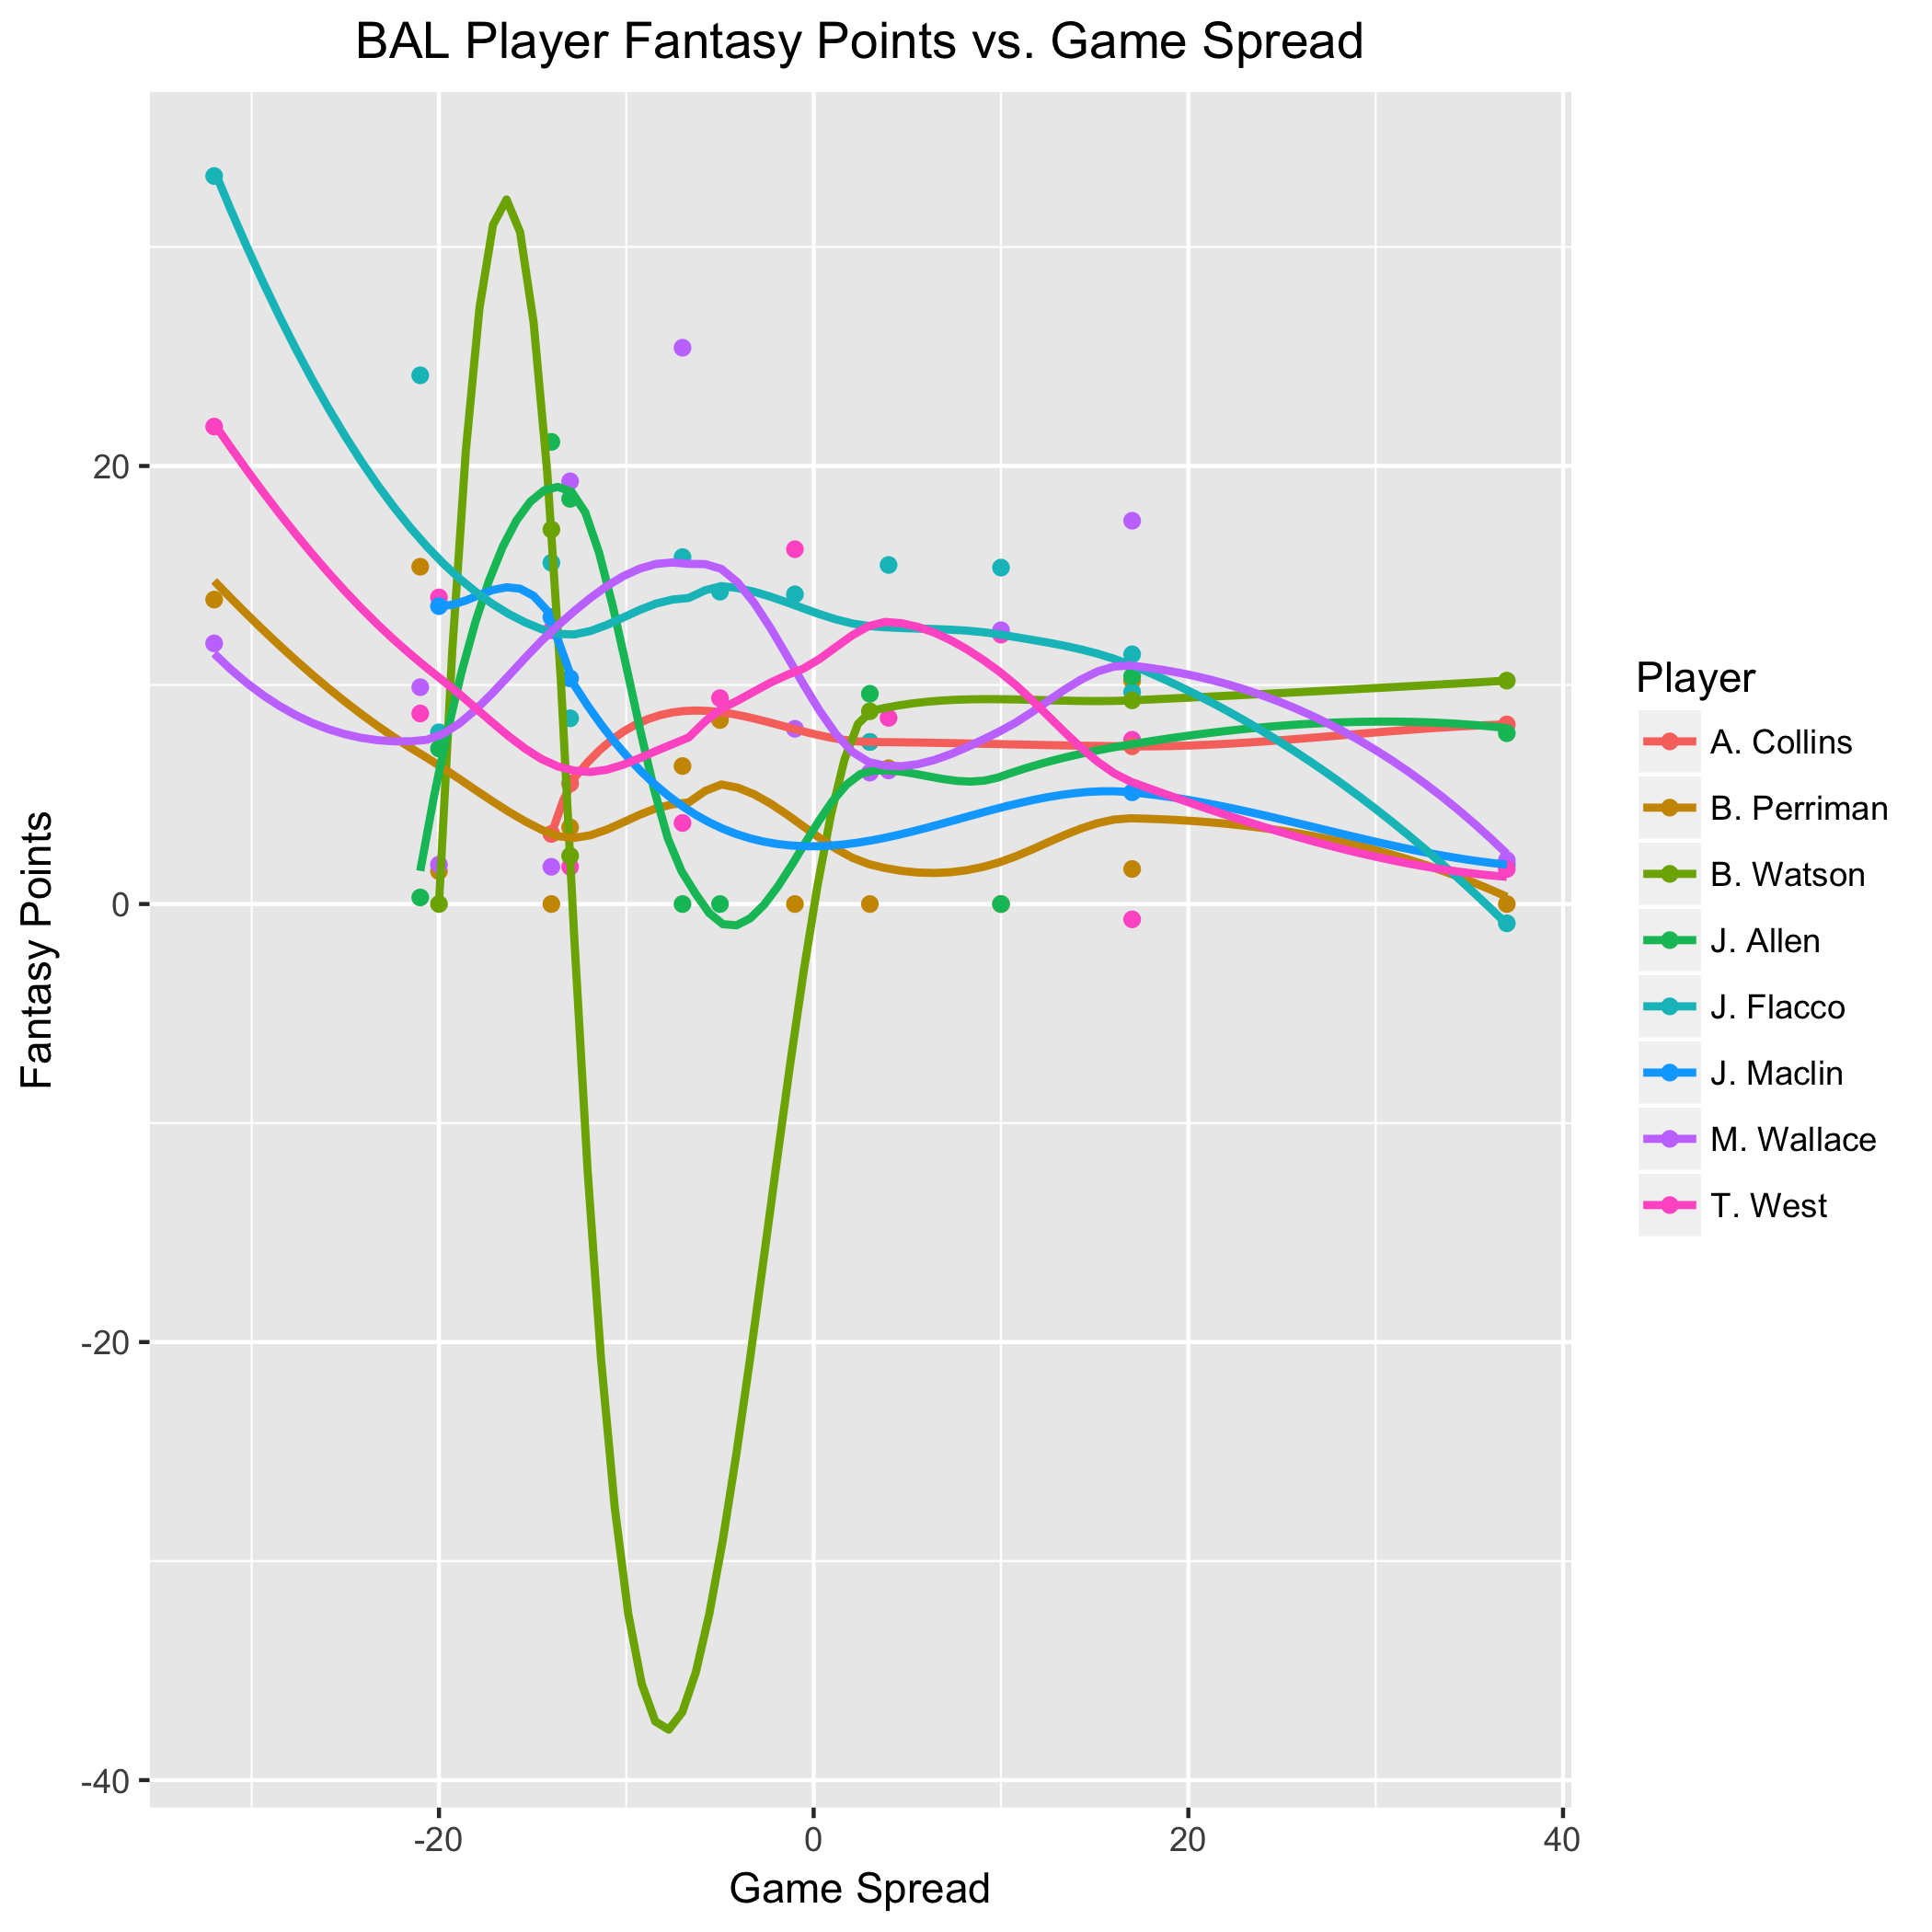 BAL Player Fantasy Points vs. Game Spread
Fantasy Points
20
0
-20
-40
-20
0
20
40
Game Spread
Player
A. Collins
B. Perriman
B. Watson
J. Allen
J. Flacco
J. Maclin
M. Wallace
T. West